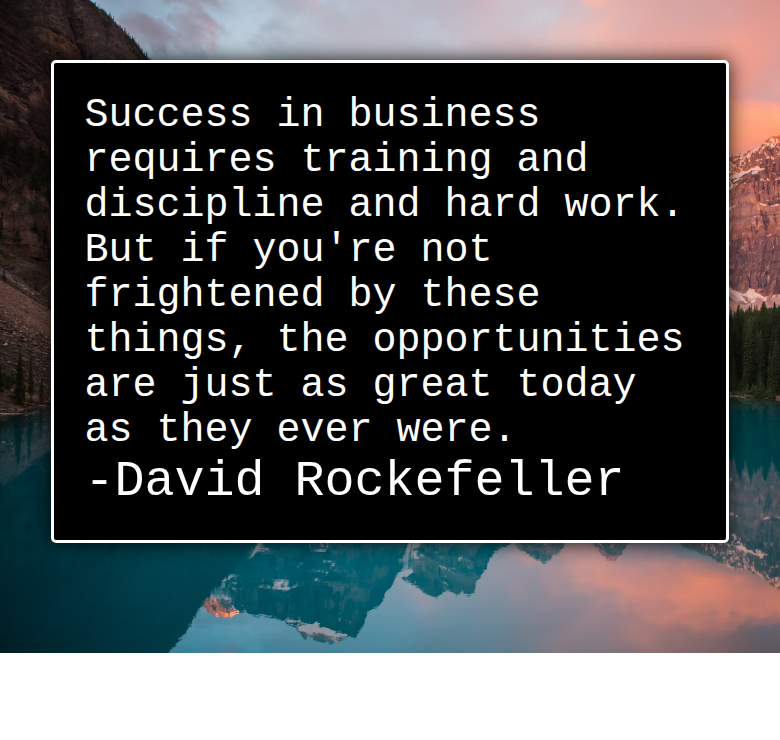 Success in business
requires training and
discipline and hard work.
But if you're not
frightened by these
things, the opportunities
are just as great today
as they ever were.
-David Rockefeller